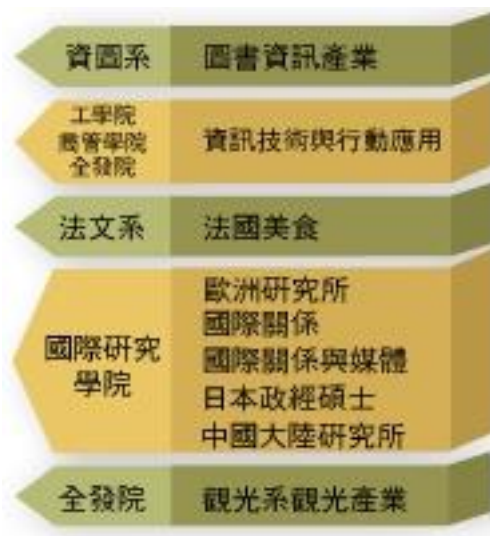 資圖系
圖書資訊產業
工學院
商管學院
全發院
資訊技術與行動應用
法文系
法國美食
國際研究
學院
歐洲研究所
國際關係
國際關係與媒體
日本政經碩士
中國大陸研究所
全發院
觀光系觀光產業